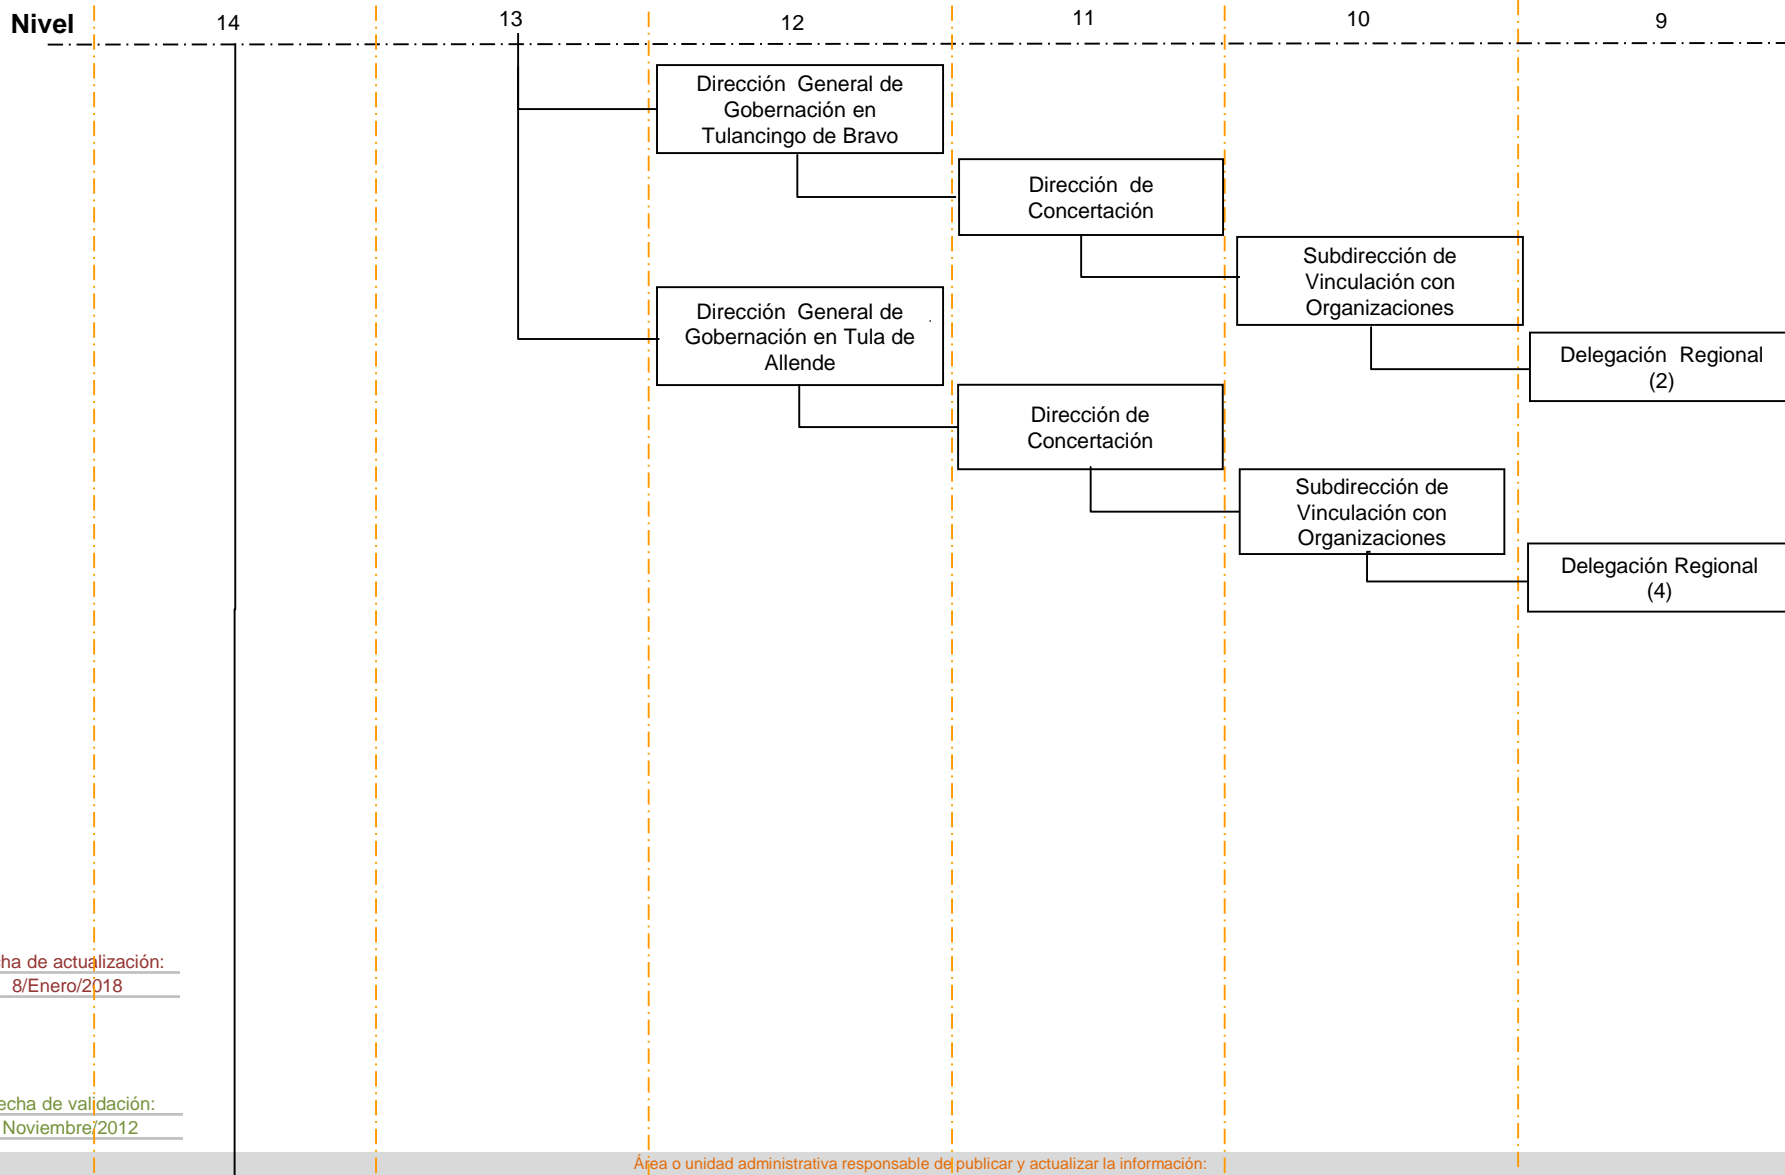 Nivel 14 13 12 11 10 9
Dirección General de
Gobernación en
Tulancingo de Bravo
Dirección de
Concertación
Subdirección de
Vinculación con
Organizaciones
Delegación Regional
(2)
Dirección General de
Gobernación en Tula de
Allende
Dirección de
Concertación
Subdirección de
Vinculación con
Organizaciones
Delegación Regional
(4)
ha de actualización:
8/Enero/2018
echa de validación:
Noviembre/2012
Área o unidad administrativa responsable de publicar y actualizar la información: